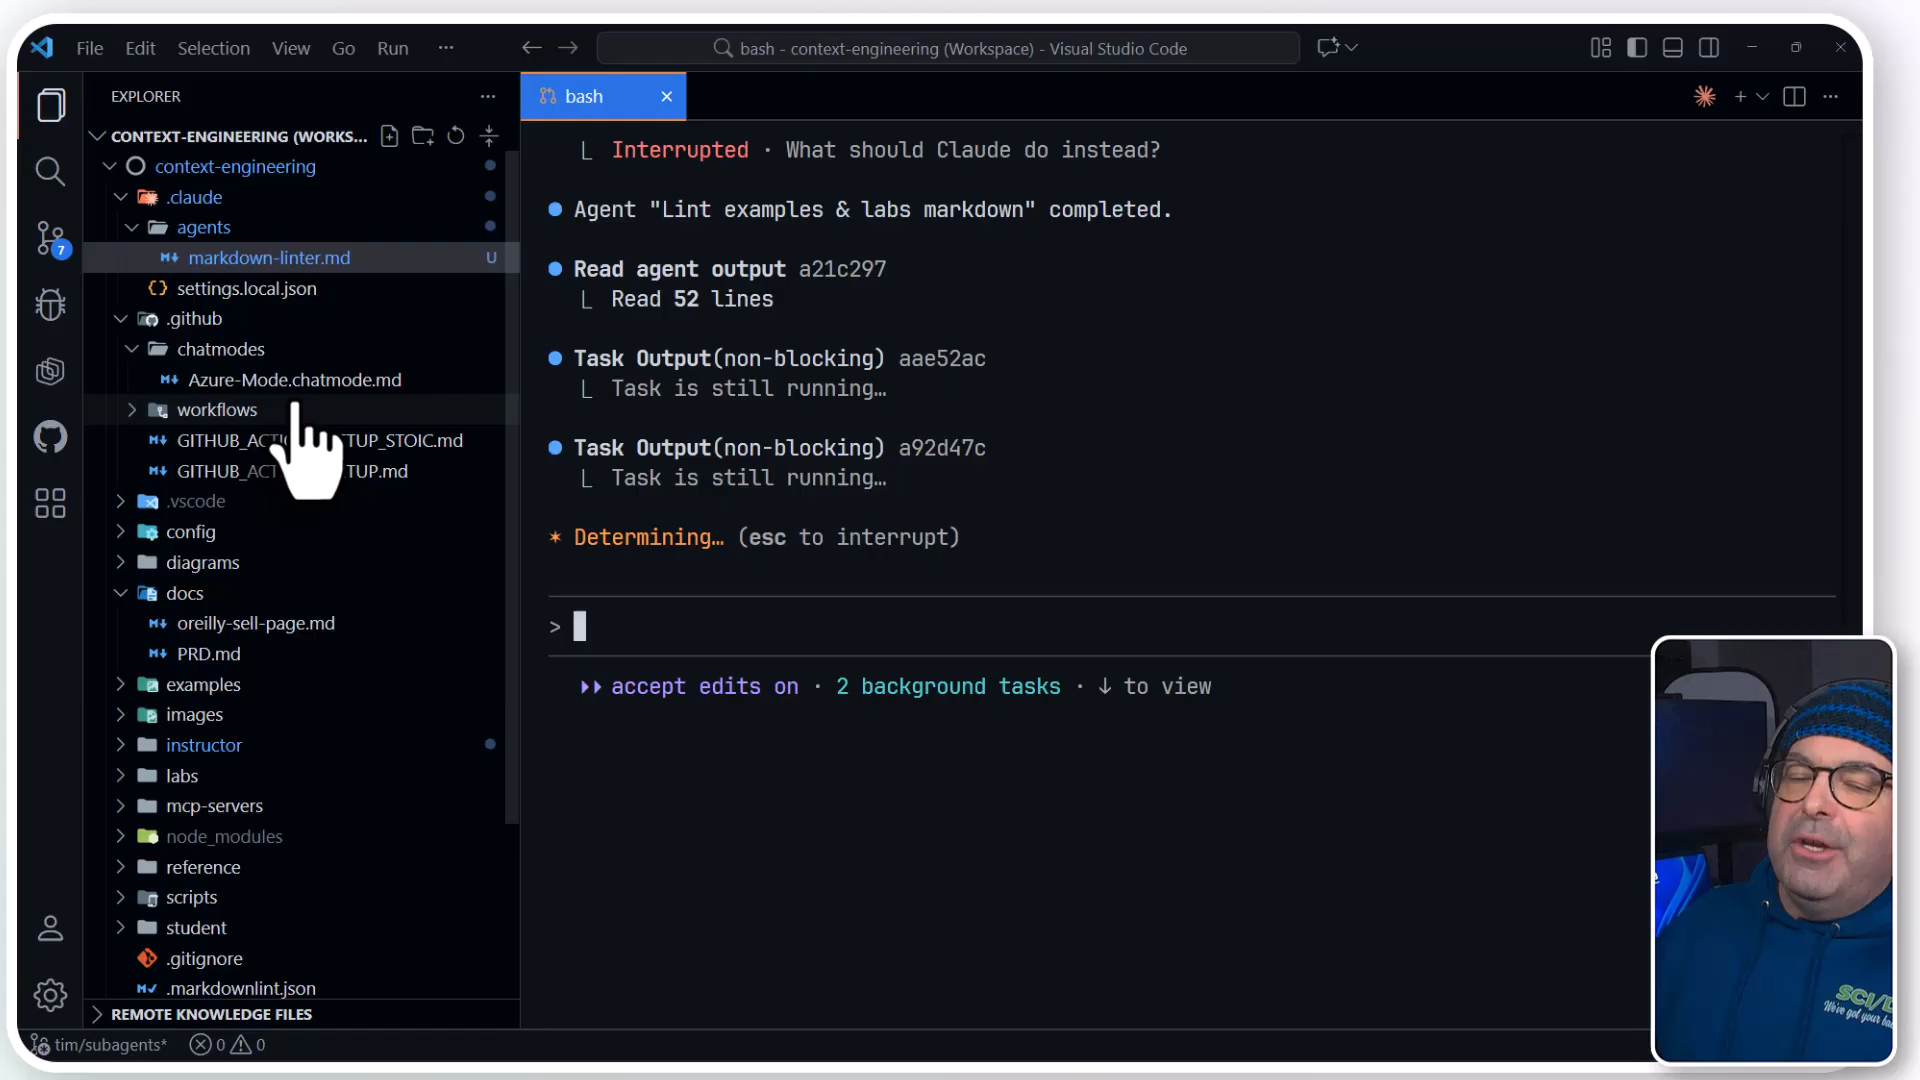 File Edit Selection View Go Run ···
bash - context-engineering (Workspace) - Visual Studio Code
EXPLORER
CONTEXT-ENGINEERING (WORKS...
context-engineering
.claude
agents
markdown-linter.md U
settings.local.json
.github
chatmodes
Azure-Mode.chatmode.md
workflows
.vscode
config
diagrams
docs
oreilly-sell-page.md
PRD.md
examples
images
instructor
labs
mcp-servers
node_modules
reference
scripts
student
.gitignore
.markdownlint.json
REMOTE KNOWLEDGE FILES
7
tim/subagents* 0 0
bash
Interrupted · What should Claude do instead?
Agent "Lint examples & labs markdown" completed.
Read agent output a21c297
Read 52 lines
Task Output(non-blocking) aae52ac
Task is still running…
Task Output(non-blocking) a92d47c
Task is still running…
* Determining… (esc to interrupt)
>
accept edits on · 2 background tasks · ↓ to view